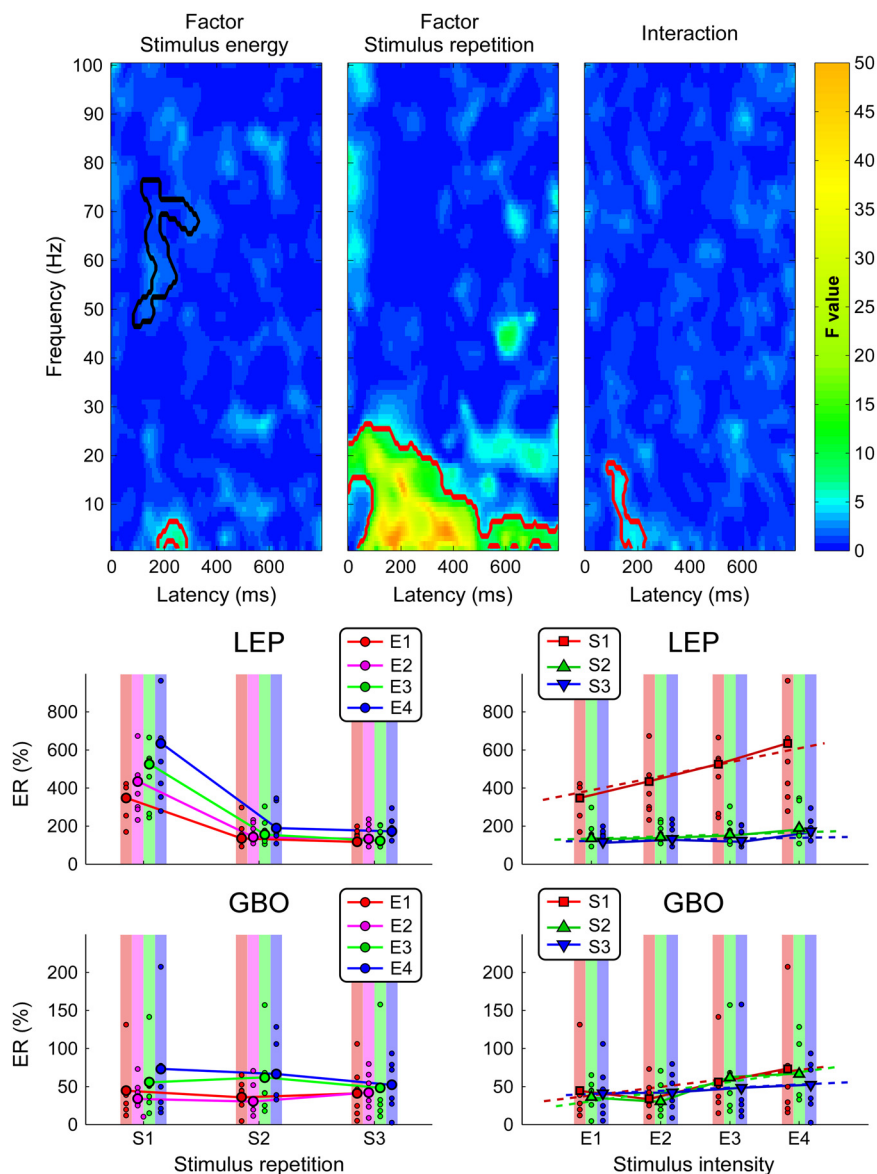 Factor
Stimulus energy
Factor
Stimulus repetition
Interaction
Frequency (Hz)
100
90
80
70
60
50
40
30
20
10
0 200 400 600
0 200 400 600
0 200 400 600
Latency (ms)
Latency (ms)
Latency (ms)
50
45
40
35
30
25
20
15
10
5
0
F value
LEP
E1
E2
E3
E4
ER (%)
800
600
400
200
0
LEP
S1
S2
S3
800
600
400
200
0
GBO
E1
E2
E3
E4
ER (%)
200
150
100
50
0
S1 S2 S3
Stimulus repetition
GBO
S1
S2
S3
200
150
100
50
0
E1 E2 E3 E4
Stimulus intensity